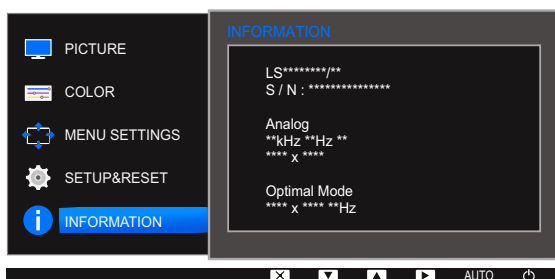 PICTURE
COLOR
MENU SETTINGS
SETUP&RESET
INFORMATION
INFORMATION
LS********/**
S / N : ***************
Analog
**kHz **Hz **
**** x ****
Optimal Mode
**** x **** **Hz
AUTO